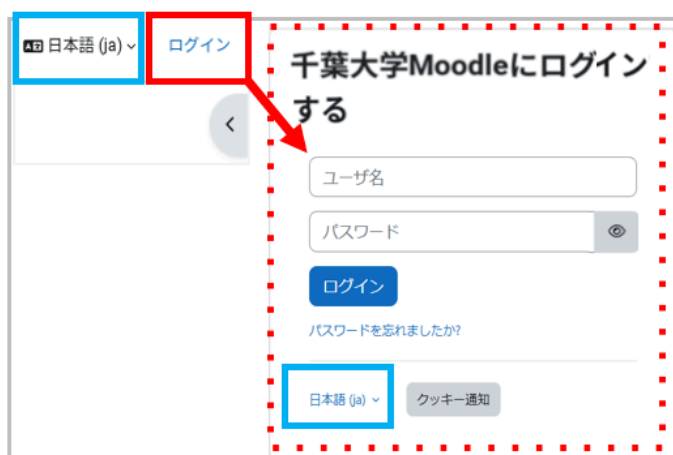 日本語 (ja)
ログイン
千葉大学Moodleにログイン
する
ユーザ名
パスワード
ログイン
パスワードを忘れましたか?
日本語 (ja)
クッキー通知